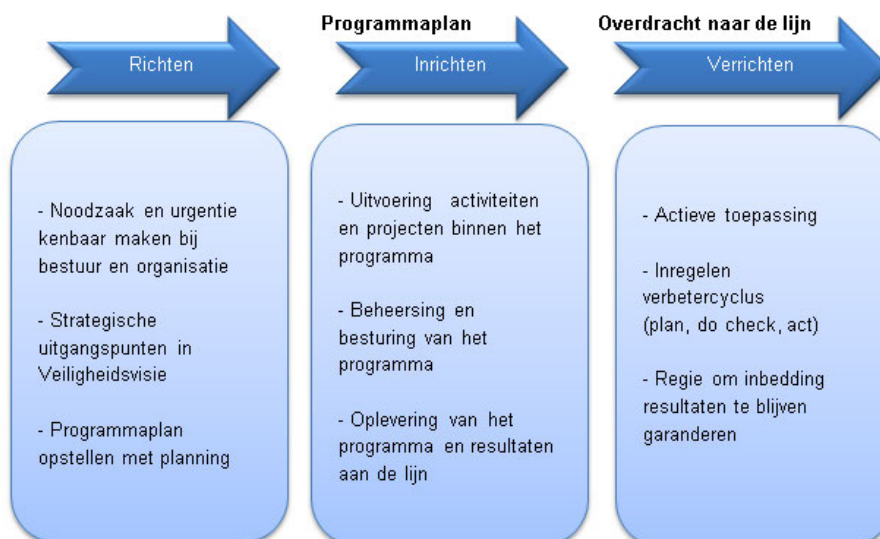 Programmaplan
Overdracht naar de lijn
Richten
Inrichten
Verrichten
- Noodzaak en urgentie
kenbaar maken bij
bestuur en organisatie
- Strategische
uitgangspunten in
Veiligheidsvisie
- Programmaplan
opstellen met planning
- Uitvoering activiteiten
en projecten binnen het
programma
- Beheersing en
besturing van het
programma
- Oplevering van het
programma en resultaten
aan de lijn
- Actieve toepassing
- Inregelen
verbetercyclus
(plan, do check, act)
- Regie om inbedding
resultaten te blijven
garanderen